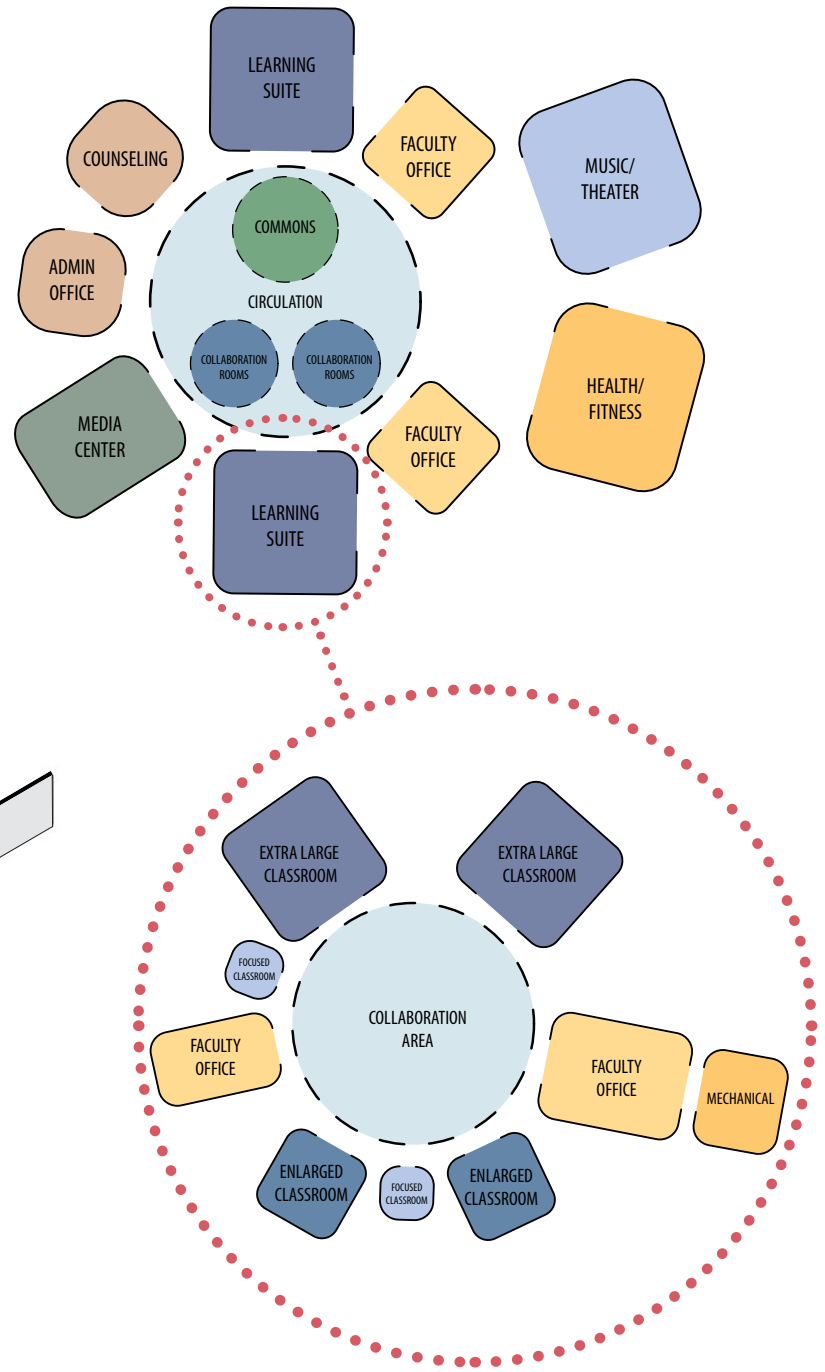 LEARNING
SUITE
COUNSELING
FACULTY
OFFICE
MUSIC/
THEATER
COMMONS
ADMIN
OFFICE
CIRCULATION
COLLABORATION
ROOMS
COLLABORATION
ROOMS
HEALTH/
FITNESS
MEDIA
CENTER
FACULTY
OFFICE
LEARNING
SUITE
EXTRA LARGE
CLASSROOM
EXTRA LARGE
CLASSROOM
FOCUSED
CLASSROOM
COLLABORATION
AREA
FACULTY
OFFICE
FACULTY
OFFICE
MECHANICAL
ENLARGED
CLASSROOM
FOCUSED
CLASSROOM
ENLARGED
CLASSROOM